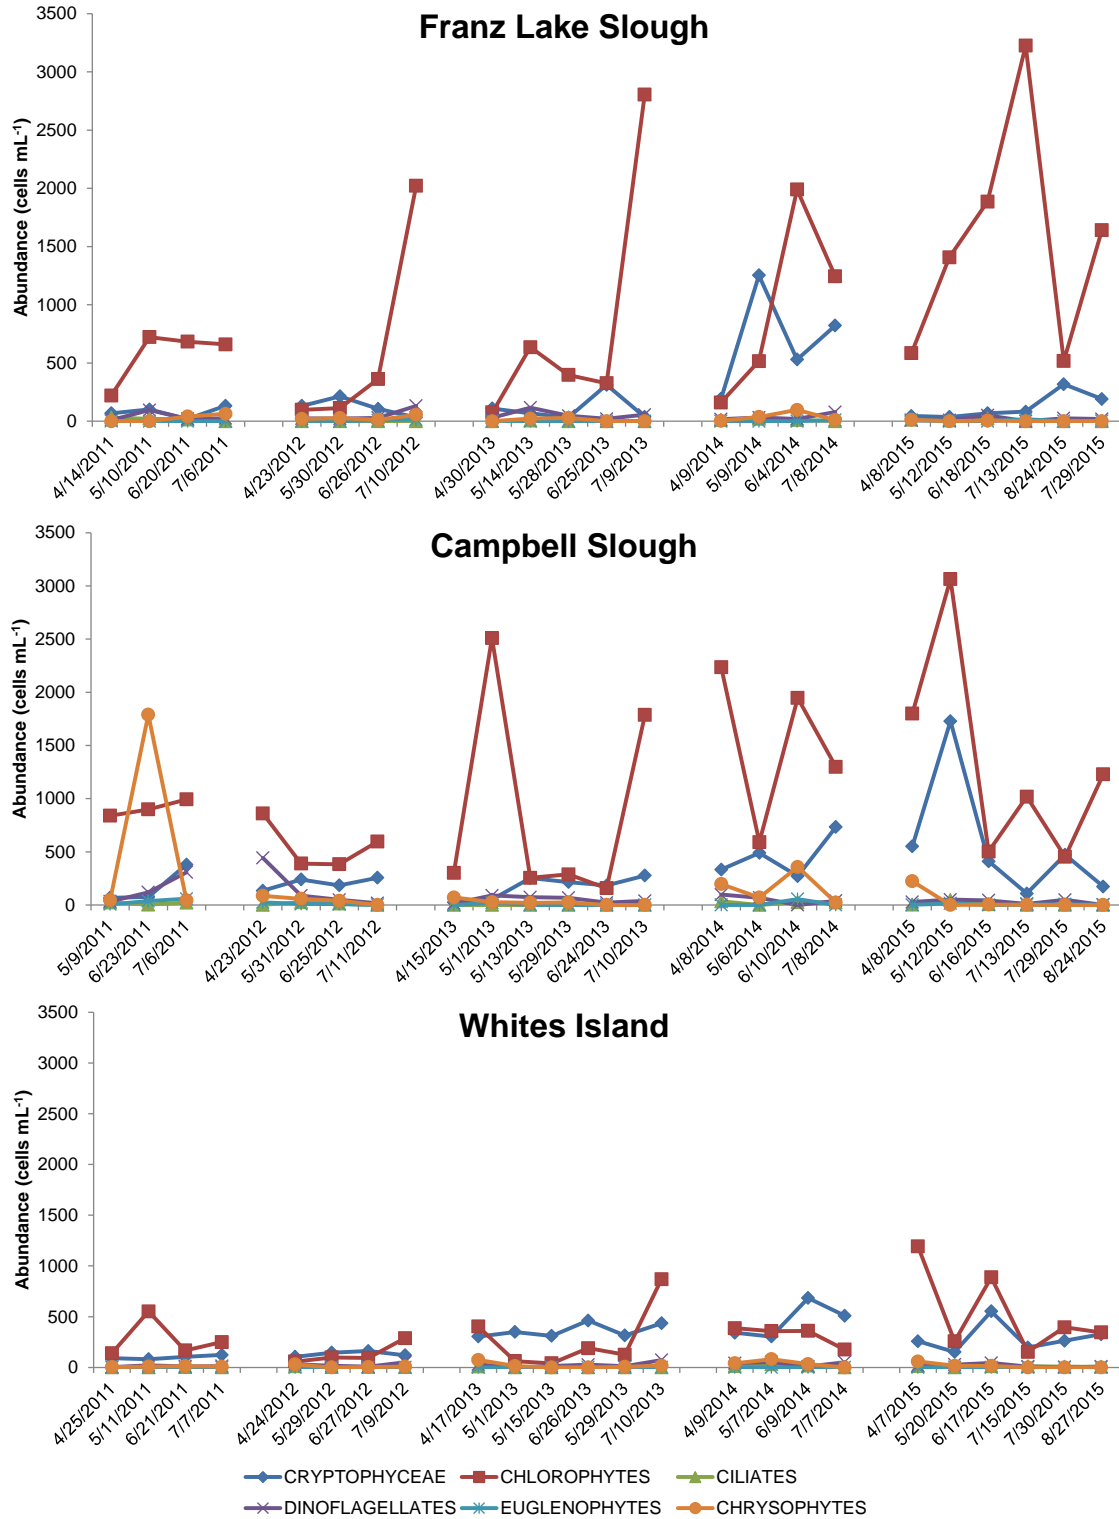 Franz Lake Slough
Abundance (cells mL-1)
3500
3000
2500
2000
1500
1000
500
0
4/14/2011 5/10/2011 6/20/2011 7/6/2011 4/23/2012 5/30/2012 6/26/2012 7/10/2012 4/30/2013 5/14/2013 5/28/2013 6/25/2013 7/9/2013 4/9/2014 5/9/2014 6/4/2014 7/8/2014 4/8/2015 5/12/2015 6/18/2015 7/13/2015 8/24/2015 7/29/2015
Campbell Slough
Abundance (cells mL-1)
3500
3000
2500
2000
1500
1000
500
0
5/9/2011 6/23/2011 7/6/2011 4/23/2012 5/31/2012 6/25/2012 7/11/2012 4/15/2013 5/1/2013 5/13/2013 5/29/2013 6/24/2013 7/10/2013 4/8/2014 5/6/2014 6/10/2014 7/8/2014 4/8/2015 5/12/2015 6/16/2015 7/13/2015 7/29/2015 8/24/2015
Whites Island
Abundance (cells mL-1)
3500
3000
2500
2000
1500
1000
500
0
4/25/2011 5/11/2011 6/21/2011 7/7/2011 4/24/2012 5/29/2012 6/27/2012 7/9/2012 4/17/2013 5/1/2013 5/15/2013 6/26/2013 5/29/2013 7/10/2013 4/9/2014 5/7/2014 6/9/2014 7/7/2014 4/7/2015 5/20/2015 6/17/2015 7/15/2015 7/30/2015 8/27/2015
CRYPTOPHYCEAE CHLOROPHYTES CILIATES
DINOFLAGELLATES EUGLENOPHYTES CHRYSOPHYTES